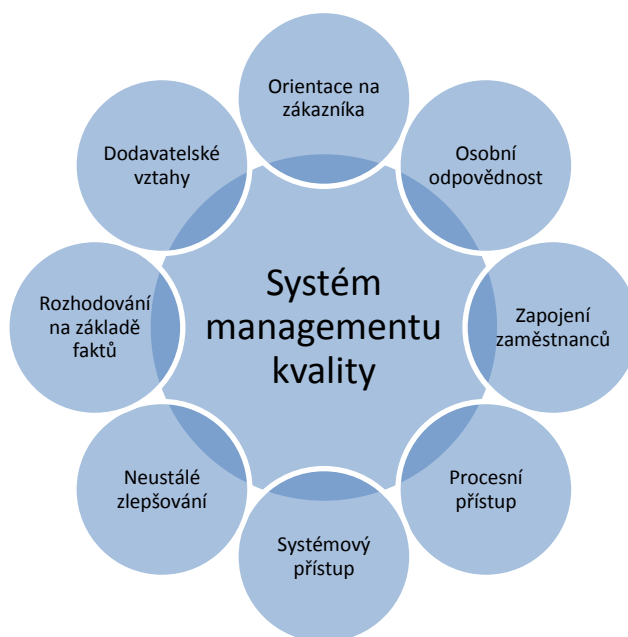 Orientace na
zákazníka
Osobní
odpovědnost
Zapojení
zaměstnanců
Procesní
přístup
Systémový
přístup
Neustálé
zlepšování
Rozhodování
na základě
faktů
Dodavatelské
vztahy
Systém
managementu
kvality